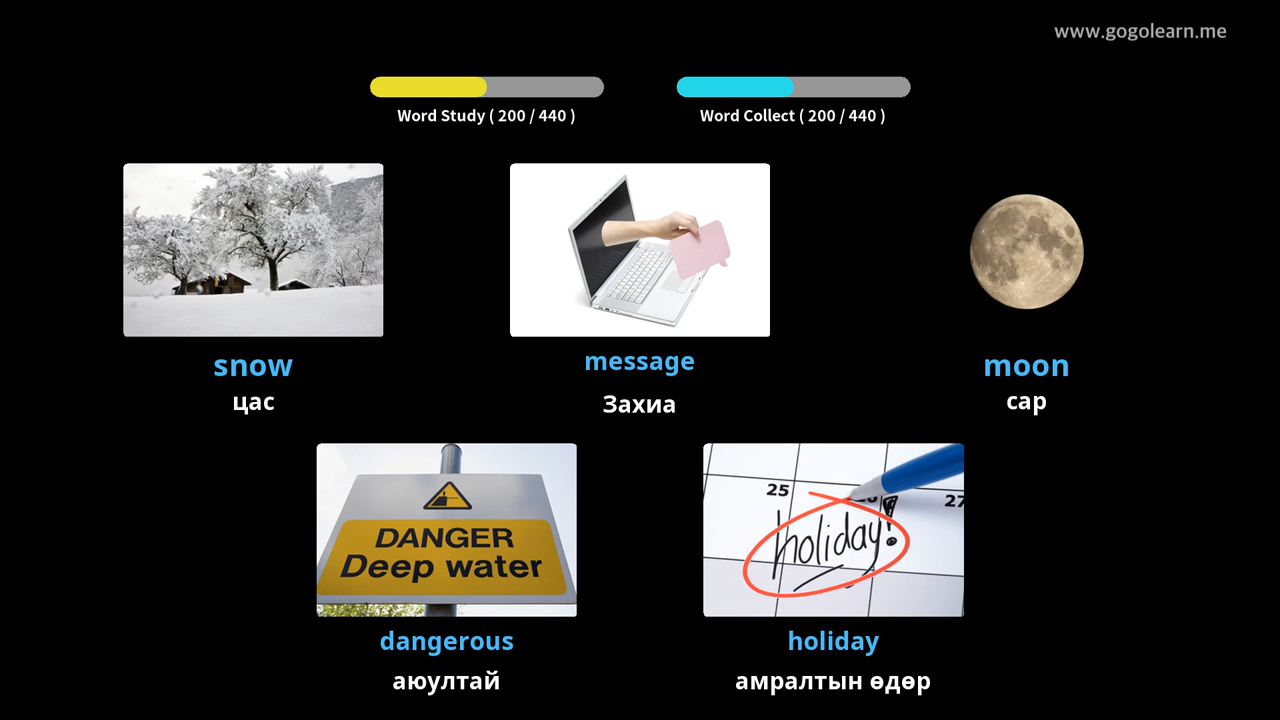 www.gogolearn.me
Word Study ( 200 / 440 )
Word Collect ( 200 / 440 )
snow
цас
message
Захиа
moon
сар
DANGER
Deep water
25
27
holiday!
dangerous
аюултай
holiday
амралтын өдөр